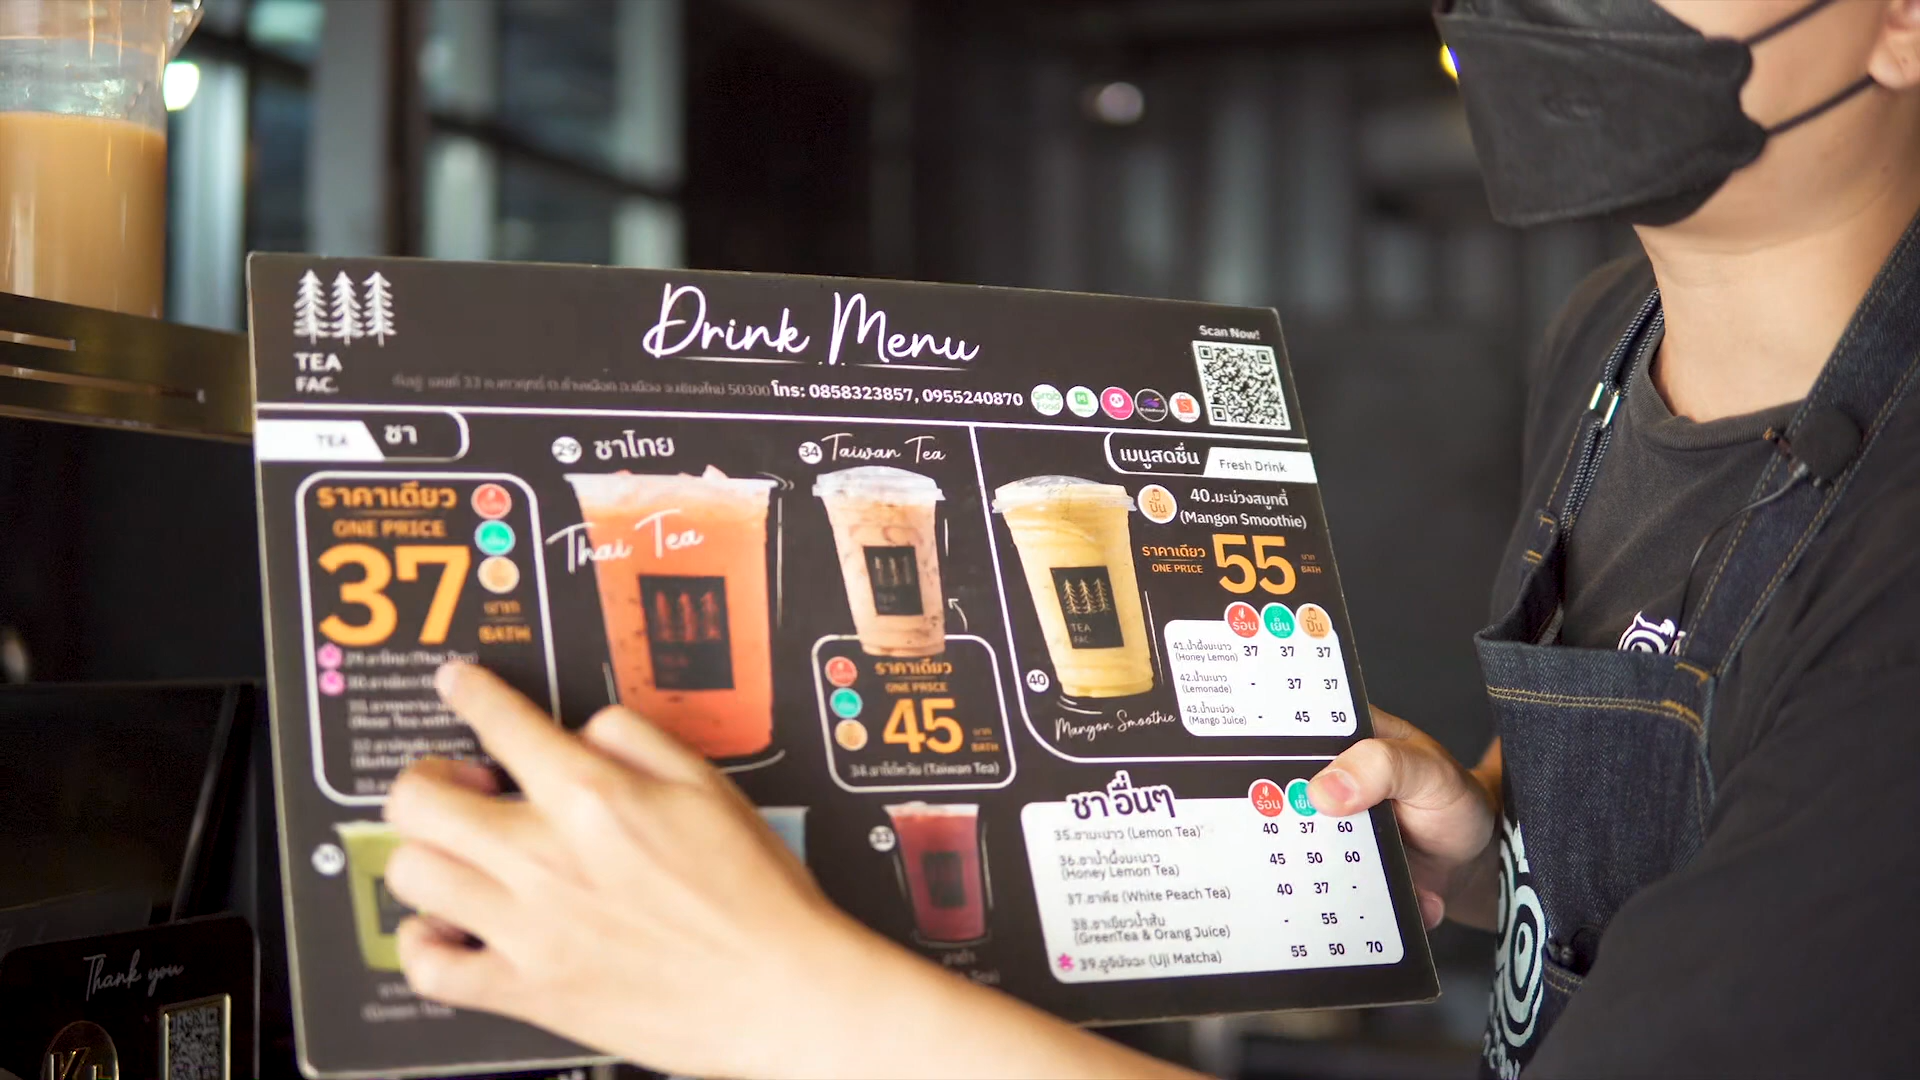 TEA
FAC.
Drink Menu
Scan Now!
50300 โทร: 0858323857, 0955240870
Grab
Food
TEA ชา
ราคาเดียว
ONE PRICE
37
บาท
BATH
29 ชาไทย
Thai Tea
34 Taiwan Tea
ราคาเดียว
ONE PRICE
45
BATH
34.ชาไต้หวัน (Taiwan Tea)
33
เมนูสดชื่น Fresh Drink
ปั่น
40.มะม่วงสมูทตี้
(Mangon Smoothie)
ราคาเดียว
ONE PRICE
55
บาท
BATH
TEA
FAC.
40
Mangon Smoothie
ร้อน เย็น ปั่น
41.น้ำผึ้งมะนาว
(Honey Lemon) 37 37 37
42.น้ำมะนาว
(Lemonade) - 37 37
43.น้ำมะม่วง
(Mango Juice) - 45 50
ชาอื่นๆ
ร้อน เย็น
35.ชามะนาว (Lemon Tea) 40 37 60
36.ชาน้ำผึ้งมะนาว
(Honey Lemon Tea) 45 50 60
37.ชาพีช (White Peach Tea) 40 37 -
38.ชาเขียวน้ำส้ม
(GreenTea & Orang Juice) - 55 -
39.อูจิมัทฉะ (Uji Matcha) 55 50 70
Thank you